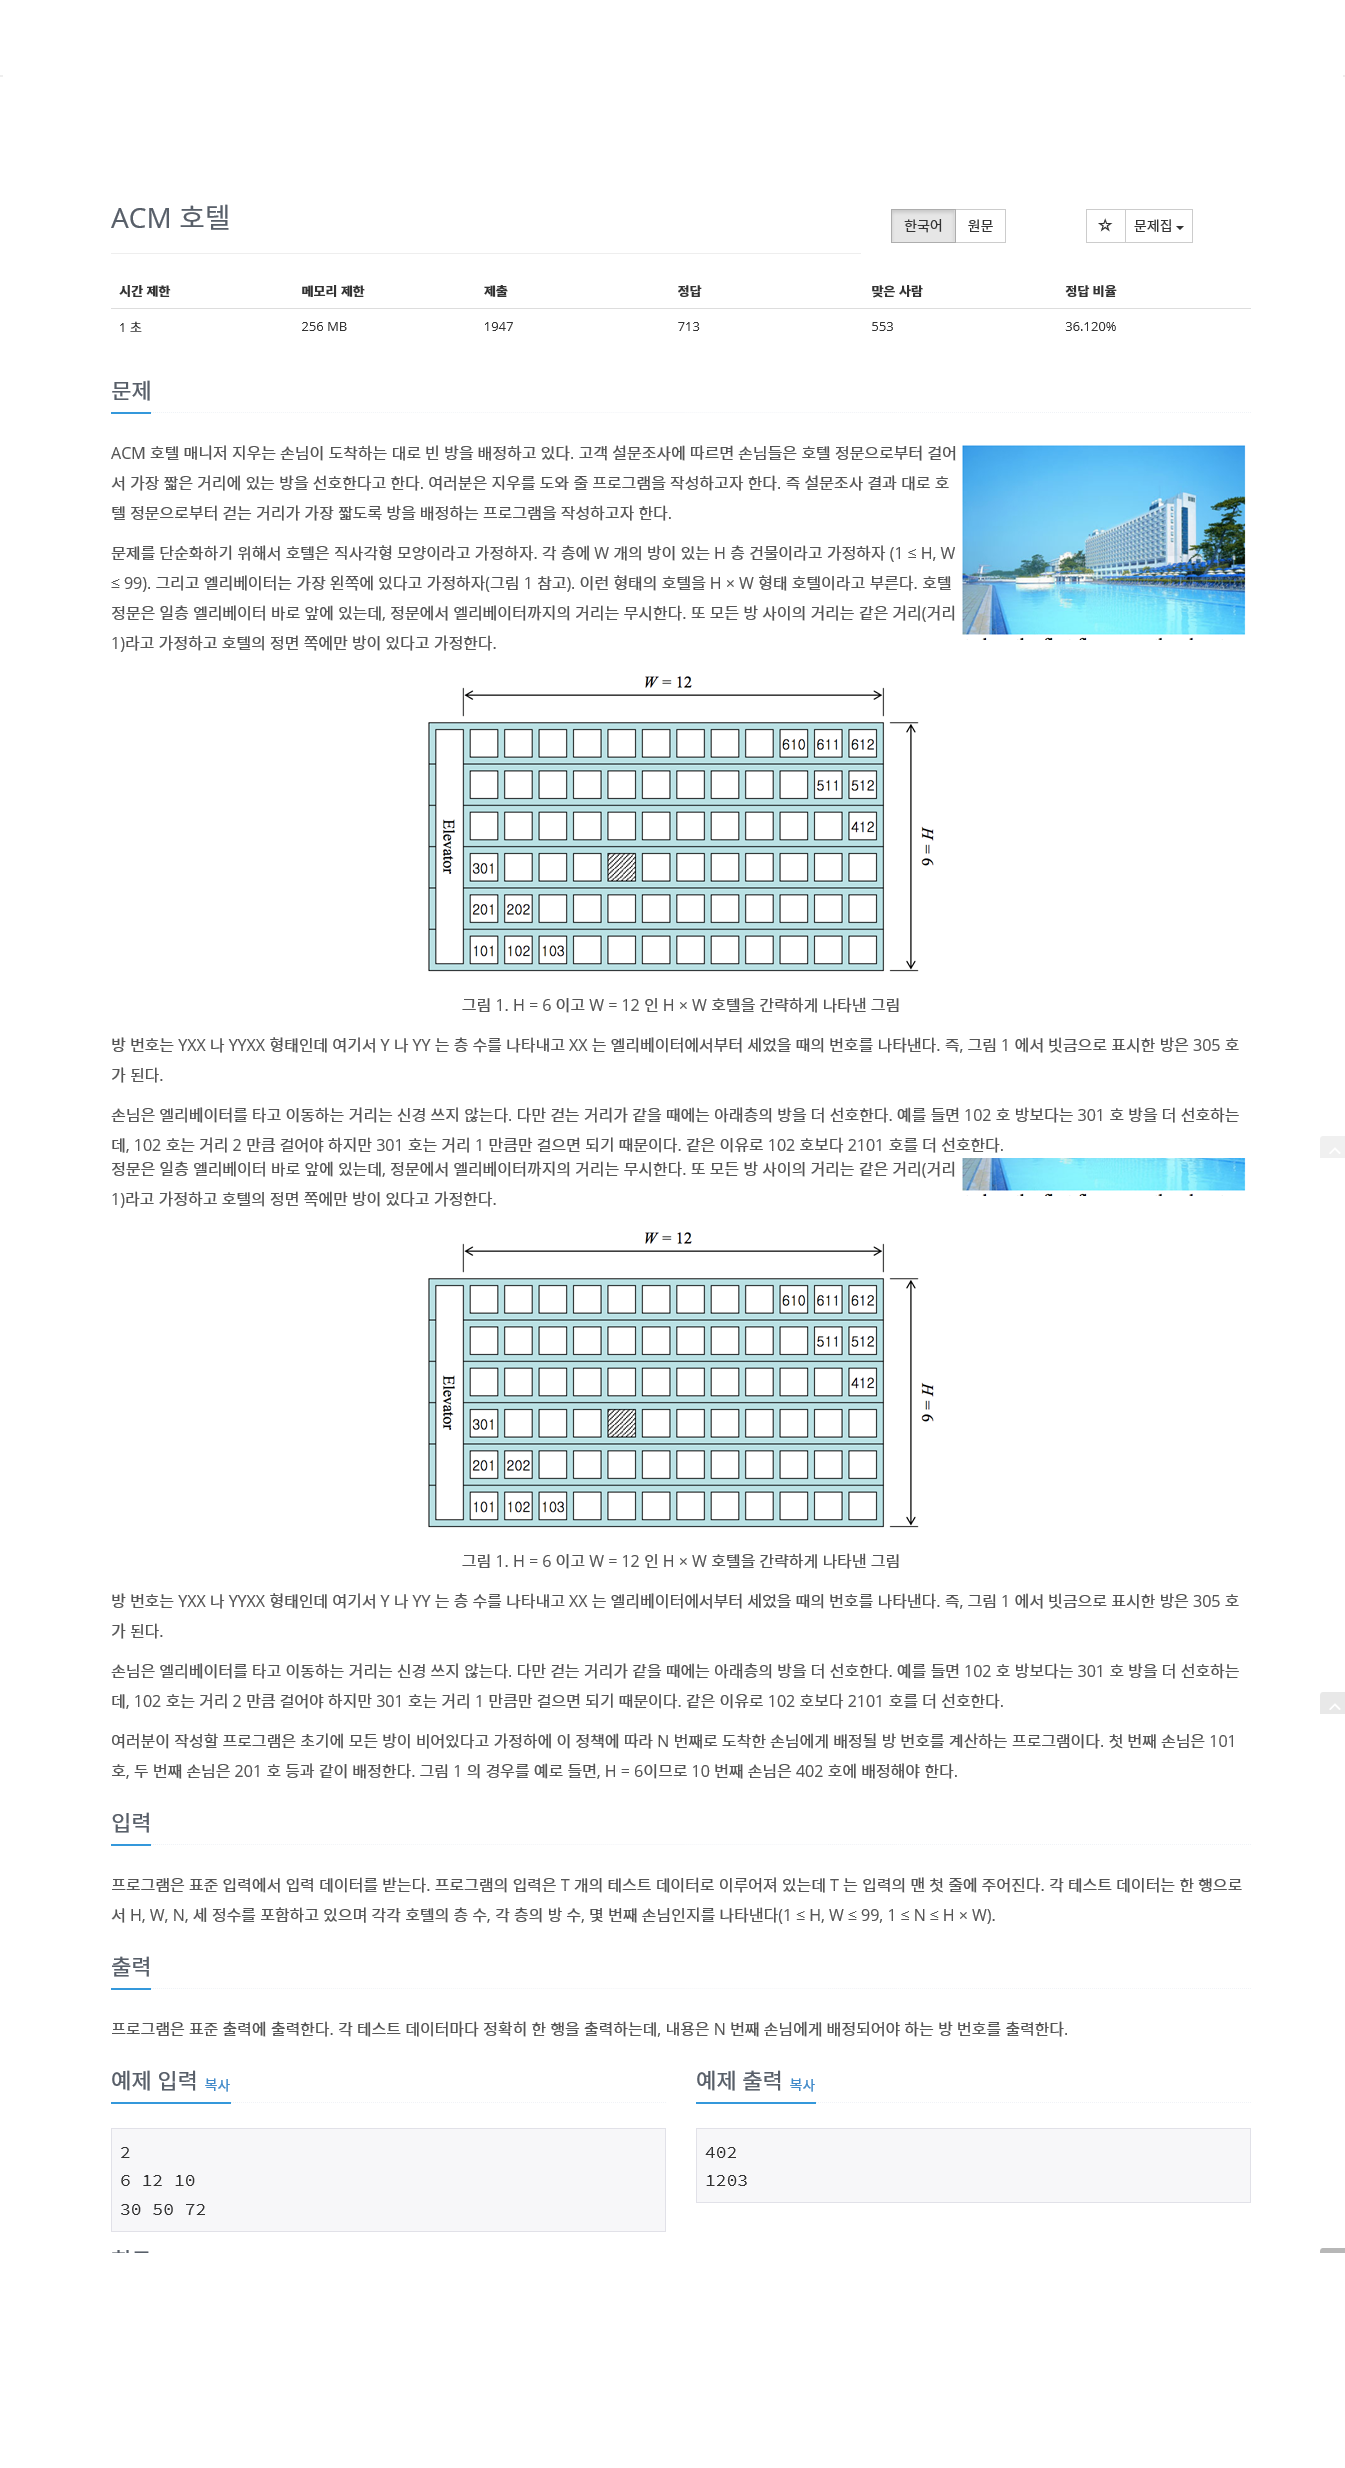 ACM 호텔
한국어 원문 ☆ 문제집
시간 제한 메모리 제한 제출 정답 맞은 사람 정답 비율
1 초 256 MB 1947 713 553 36.120%
문제
ACM 호텔 매니저 지우는 손님이 도착하는 대로 빈 방을 배정하고 있다. 고객 설문조사에 따르면 손님들은 호텔 정문으로부터 걸어
서 가장 짧은 거리에 있는 방을 선호한다고 한다. 여러분은 지우를 도와 줄 프로그램을 작성하고자 한다. 즉 설문조사 결과 대로 호
텔 정문으로부터 걷는 거리가 가장 짧도록 방을 배정하는 프로그램을 작성하고자 한다.
문제를 단순화하기 위해서 호텔은 직사각형 모양이라고 가정하자. 각 층에 W 개의 방이 있는 H 층 건물이라고 가정하자 (1 ≤ H, W
≤ 99). 그리고 엘리베이터는 가장 왼쪽에 있다고 가정하자(그림 1 참고). 이런 형태의 호텔을 H × W 형태 호텔이라고 부른다. 호텔
정문은 일층 엘리베이터 바로 앞에 있는데, 정문에서 엘리베이터까지의 거리는 무시한다. 또 모든 방 사이의 거리는 같은 거리(거리
1)라고 가정하고 호텔의 정면 쪽에만 방이 있다고 가정한다.
W = 12
610 611 612
511 512
412
Elevator
H = 6
301
201 202
101 102 103
그림 1. H = 6 이고 W = 12 인 H × W 호텔을 간략하게 나타낸 그림
방 번호는 YXX 나 YYXX 형태인데 여기서 Y 나 YY 는 층 수를 나타내고 XX 는 엘리베이터에서부터 세었을 때의 번호를 나타낸다. 즉, 그림 1 에서 빗금으로 표시한 방은 305 호
가 된다.
손님은 엘리베이터를 타고 이동하는 거리는 신경 쓰지 않는다. 다만 걷는 거리가 같을 때에는 아래층의 방을 더 선호한다. 예를 들면 102 호 방보다는 301 호 방을 더 선호하는
데, 102 호는 거리 2 만큼 걸어야 하지만 301 호는 거리 1 만큼만 걸으면 되기 때문이다. 같은 이유로 102 호보다 2101 호를 더 선호한다.
정문은 일층 엘리베이터 바로 앞에 있는데, 정문에서 엘리베이터까지의 거리는 무시한다. 또 모든 방 사이의 거리는 같은 거리(거리
1)라고 가정하고 호텔의 정면 쪽에만 방이 있다고 가정한다.
W = 12
610 611 612
511 512
412
Elevator
H = 6
301
201 202
101 102 103
그림 1. H = 6 이고 W = 12 인 H × W 호텔을 간략하게 나타낸 그림
방 번호는 YXX 나 YYXX 형태인데 여기서 Y 나 YY 는 층 수를 나타내고 XX 는 엘리베이터에서부터 세었을 때의 번호를 나타낸다. 즉, 그림 1 에서 빗금으로 표시한 방은 305 호
가 된다.
손님은 엘리베이터를 타고 이동하는 거리는 신경 쓰지 않는다. 다만 걷는 거리가 같을 때에는 아래층의 방을 더 선호한다. 예를 들면 102 호 방보다는 301 호 방을 더 선호하는
데, 102 호는 거리 2 만큼 걸어야 하지만 301 호는 거리 1 만큼만 걸으면 되기 때문이다. 같은 이유로 102 호보다 2101 호를 더 선호한다.
여러분이 작성할 프로그램은 초기에 모든 방이 비어있다고 가정하에 이 정책에 따라 N 번째로 도착한 손님에게 배정될 방 번호를 계산하는 프로그램이다. 첫 번째 손님은 101
호, 두 번째 손님은 201 호 등과 같이 배정한다. 그림 1 의 경우를 예로 들면, H = 6이므로 10 번째 손님은 402 호에 배정해야 한다.
입력
프로그램은 표준 입력에서 입력 데이터를 받는다. 프로그램의 입력은 T 개의 테스트 데이터로 이루어져 있는데 T 는 입력의 맨 첫 줄에 주어진다. 각 테스트 데이터는 한 행으로
서 H, W, N, 세 정수를 포함하고 있으며 각각 호텔의 층 수, 각 층의 방 수, 몇 번째 손님인지를 나타낸다(1 ≤ H, W ≤ 99, 1 ≤ N ≤ H × W).
출력
프로그램은 표준 출력에 출력한다. 각 테스트 데이터마다 정확히 한 행을 출력하는데, 내용은 N 번째 손님에게 배정되어야 하는 방 번호를 출력한다.
예제 입력 복사
2
6 12 10
30 50 72
예제 출력 복사
402
1203